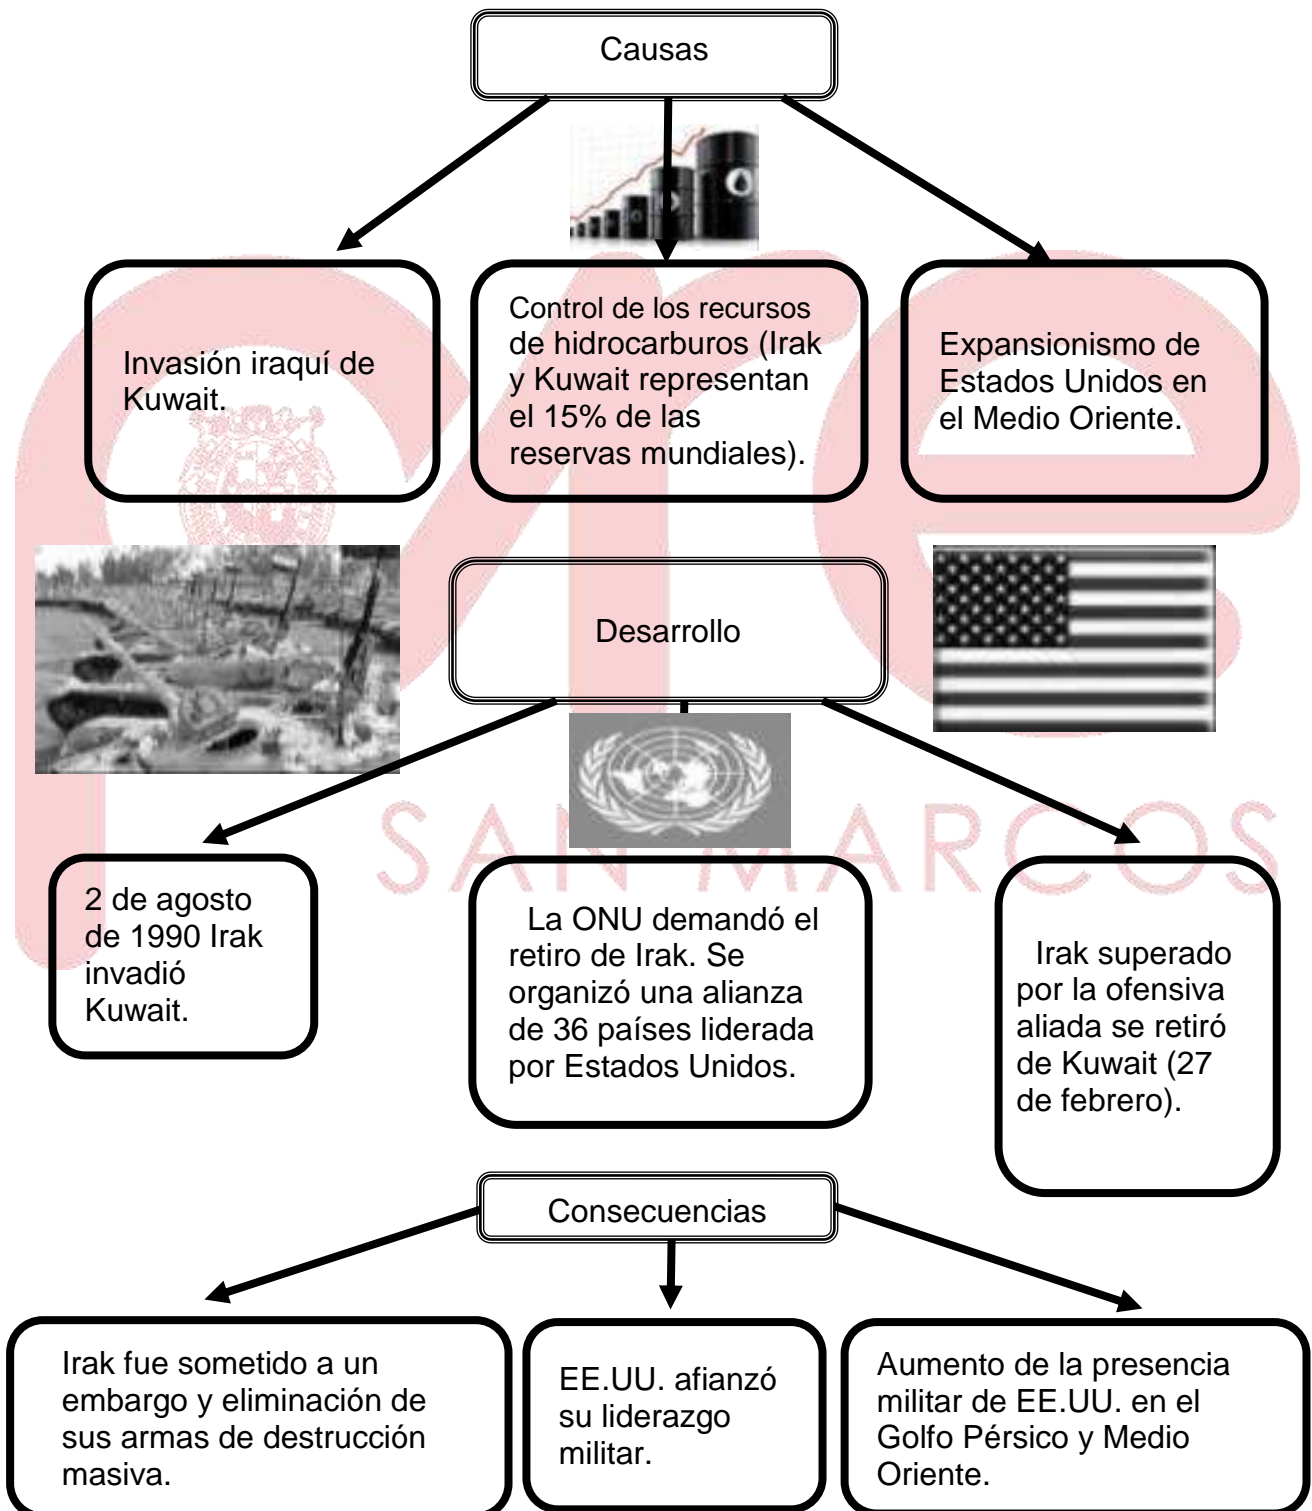 Causas
Invasión iraquí de
Kuwait.
Control de los recursos
de hidrocarburos (Irak
y Kuwait representan
el 15% de las
reservas mundiales).
Expansionismo de
Estados Unidos en
el Medio Oriente.
Desarrollo
SAN MARCOS
2 de agosto
de 1990 Irak
invadió
Kuwait.
La ONU demandó el
retiro de Irak. Se
organizó una alianza
de 36 países liderada
por Estados Unidos.
Irak superado
por la ofensiva
aliada se retiró
de Kuwait (27
de febrero).
Consecuencias
Irak fue sometido a un
embargo y eliminación de
sus armas de destrucción
masiva.
EE.UU. afianzó
su liderazgo
militar.
Aumento de la presencia
militar de EE.UU. en el
Golfo Pérsico y Medio
Oriente.